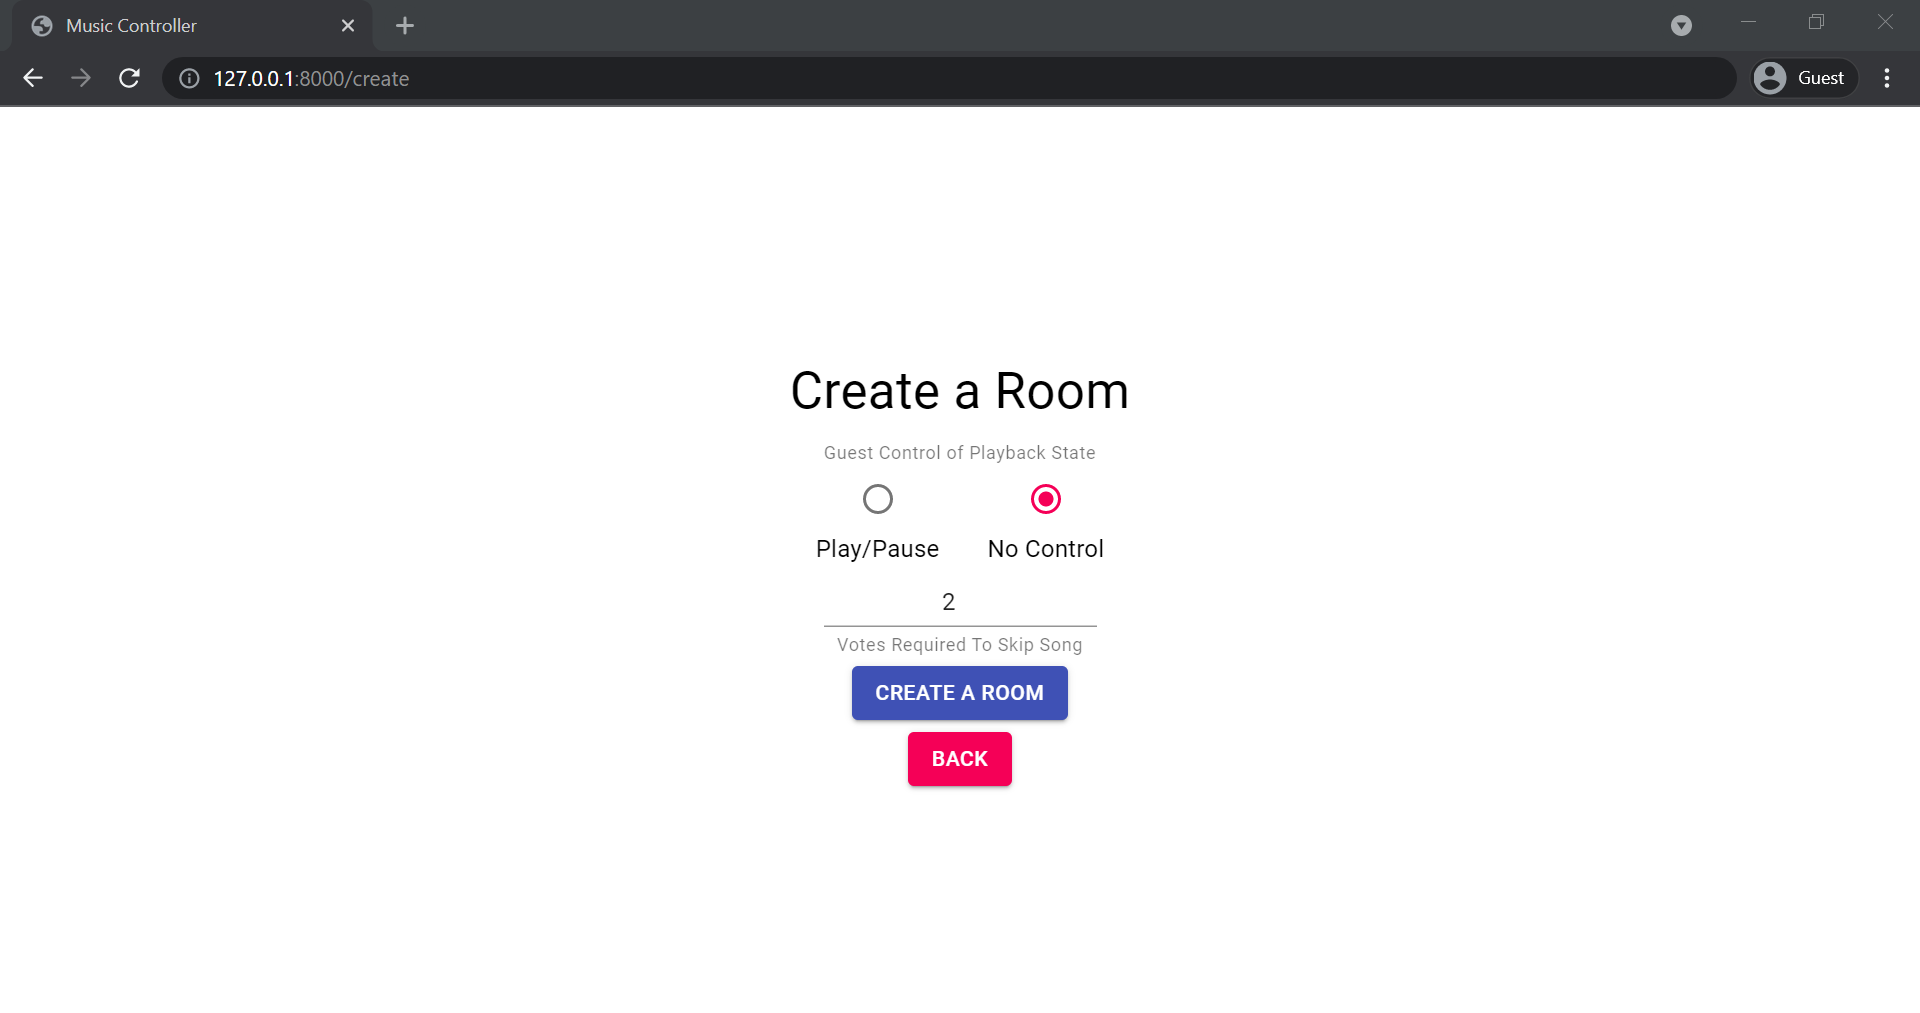 Music Controller
127.0.0.1:8000/create
Guest
Create a Room
Guest Control of Playback State
Play/Pause No Control
2
Votes Required To Skip Song
CREATE A ROOM
BACK